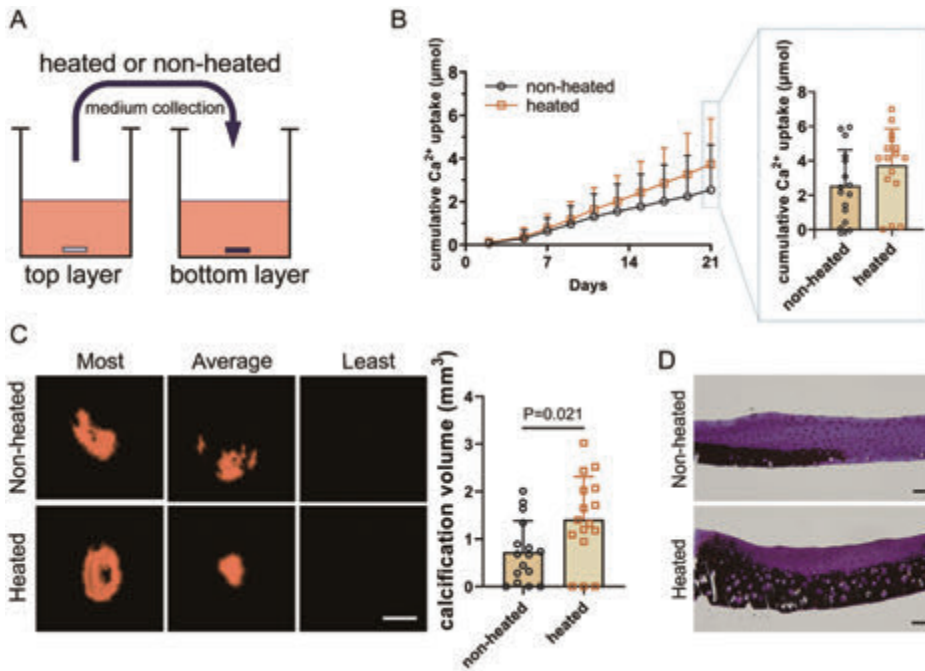 A
heated or non-heated
medium collection
top layer
bottom layer
B
cumulative Ca²⁺ uptake (μmol)
8
6
4
2
0
non-heated
heated
0
7
14
21
Days
cumulative Ca²⁺ uptake (μmol)
8
6
4
2
0
non-heated
heated
C
Most
Average
Least
Non-heated
Heated
calcification volume (mm³)
4
3
2
1
0
P=0.021
non-heated
heated
D
Non-heated
Heated